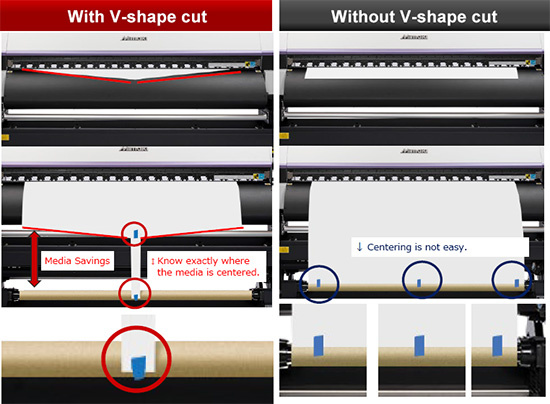 With V-shape cut
Without V-shape cut
Media Savings
↕ Know exactly where
the media is centered.
↓ Centering is not easy.